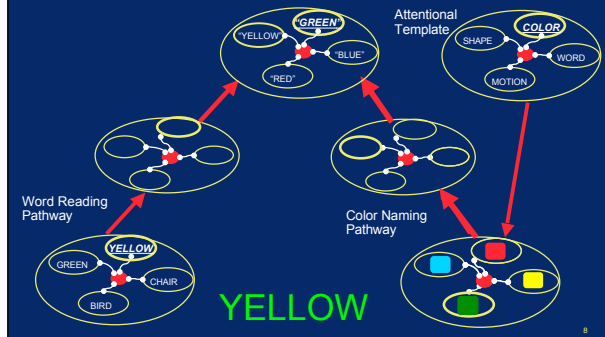 "GREEN"
"YELLOW"
"BLUE"
"RED"
Attentional
Template
COLOR
SHAPE
WORD
MOTION
Word Reading
Pathway
Color Naming
Pathway
YELLOW
GREEN
CHAIR
BIRD
YELLOW
8